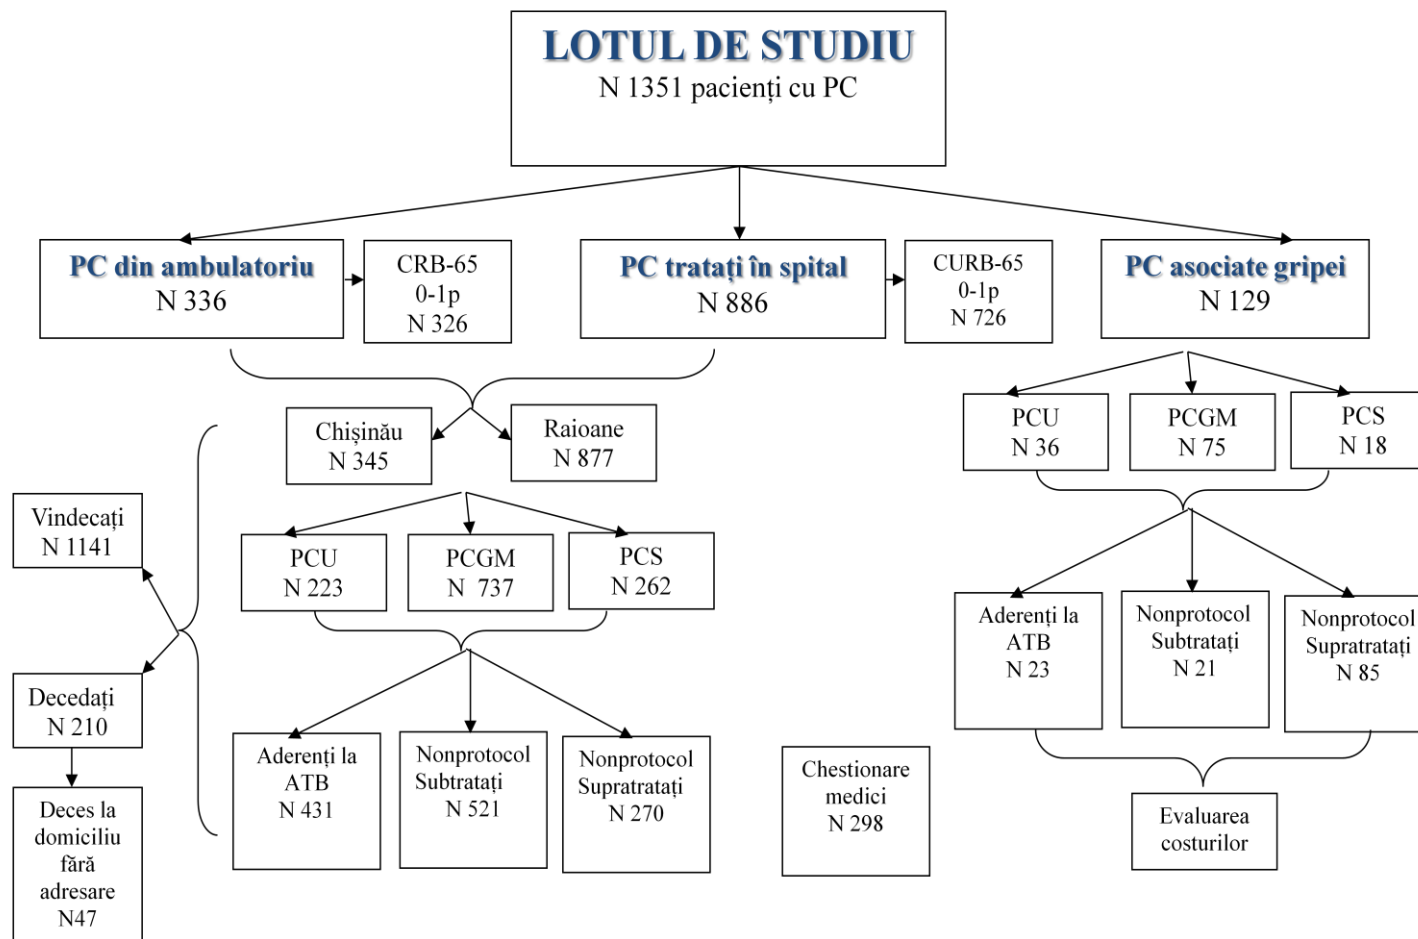 LOTUL DE STUDIU
N 1351 pacienți cu PC
PC din ambulatoriu
N 336
CRB-65
0-1p
N 326
PC tratați în spital
N 886
CURB-65
0-1p
N 726
PC asociate gripei
N 129
Chișinău
N 345
Raioane
N 877
PCU
N 36
PCGM
N 75
PCS
N 18
Vindecați
N 1141
PCU
N 223
PCGM
N 737
PCS
N 262
Aderenți la
ATB
N 23
Nonprotocol
Subtratați
N 21
Nonprotocol
Supratratați
N 85
Decedați
N 210
Aderenți la
ATB
N 431
Nonprotocol
Subtratați
N 521
Nonprotocol
Supratratați
N 270
Chestionare
medici
N 298
Evaluarea
costurilor
Deces la
domiciliu
fără
adresare
N47